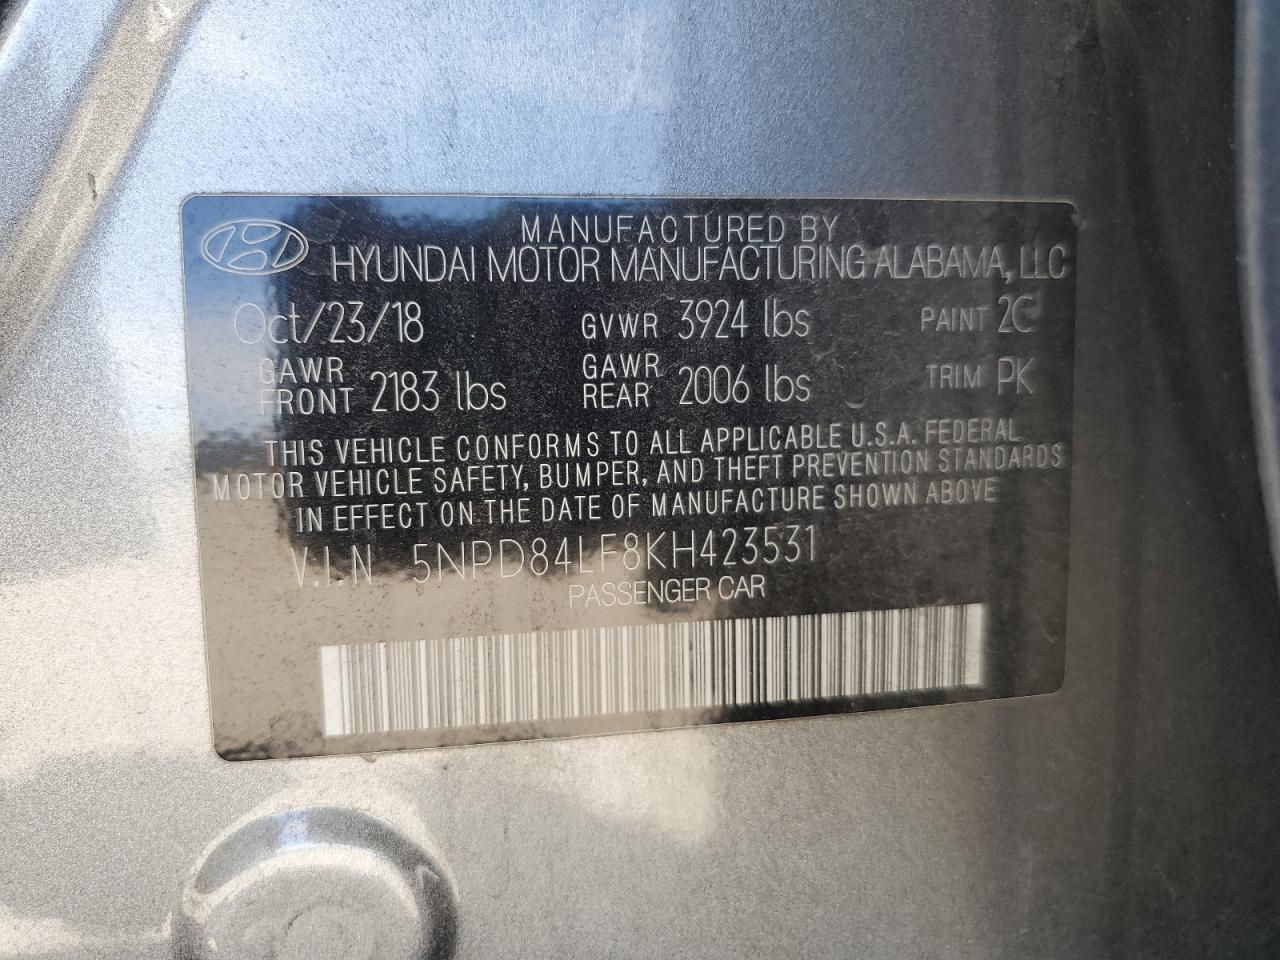 MANUFACTURED BY
HYUNDAI MOTOR MANUFACTURING ALABAMA, LLC
Oct/23/18 GVWR 3924 lbs PAINT 2C
GAWR FRONT 2183 lbs GAWR REAR 2006 lbs TRIM PK
THIS VEHICLE CONFORMS TO ALL APPLICABLE U.S.A. FEDERAL
MOTOR VEHICLE SAFETY, BUMPER, AND THEFT PREVENTION STANDARDS
IN EFFECT ON THE DATE OF MANUFACTURE SHOWN ABOVE
V.I.N 5NPD84LF8KH423531
PASSENGER CAR